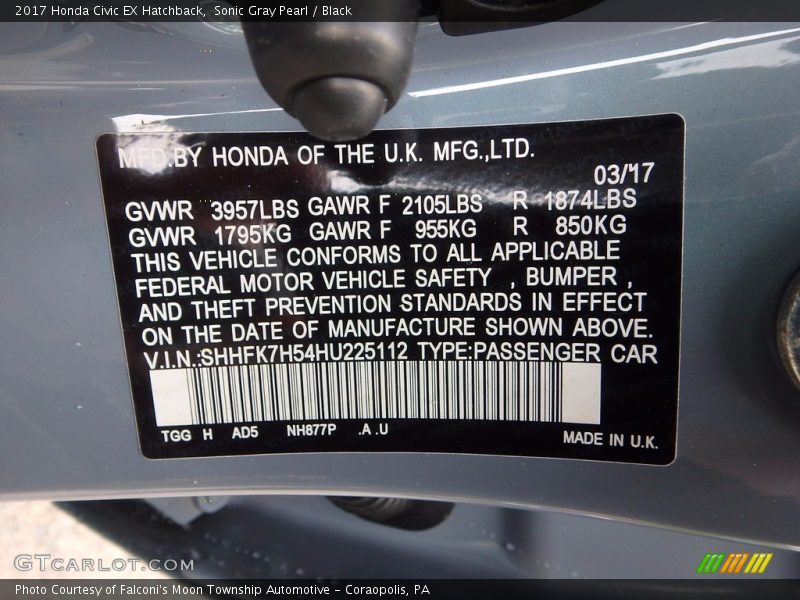 2017 Honda Civic EX Hatchback, Sonic Gray Pearl / Black
MFD.BY HONDA OF THE U.K. MFG.,LTD.
03/17
GVWR 3957LBS GAWR F 2105LBS R 1874LBS
GVWR 1795KG GAWR F 955KG R 850KG
THIS VEHICLE CONFORMS TO ALL APPLICABLE
FEDERAL MOTOR VEHICLE SAFETY , BUMPER ,
AND THEFT PREVENTION STANDARDS IN EFFECT
ON THE DATE OF MANUFACTURE SHOWN ABOVE.
V.I.N.:SHHFK7H54HU225112 TYPE:PASSENGER CAR
TGG H AD5 NH877P .A .U MADE IN U.K.
GTCARLOT.COM
Photo Courtesy of Falconi's Moon Township Automotive - Coraopolis, PA